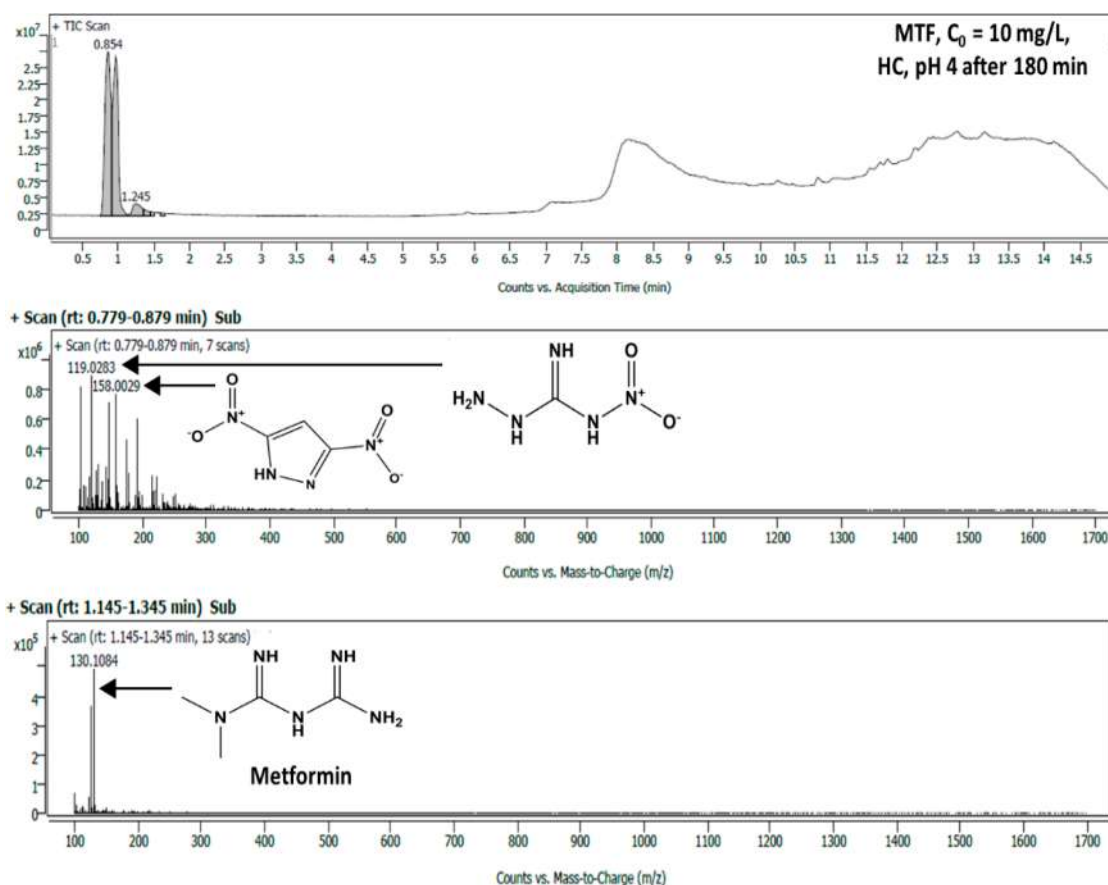 + TIC Scan
x10⁷
1
0.854
MTF, C₀ = 10 mg/L,
HC, pH 4 after 180 min
2.5
2.25
2
1.75
1.5
1.25
1
0.75
0.5
0.25
0
1.245
0.5 1 1.5 2 2.5 3 3.5 4 4.5 5 5.5 6 6.5 7 7.5 8 8.5 9 9.5 10 10.5 11 11.5 12 12.5 13 13.5 14 14.5
Counts vs. Acquisition Time (min)
+ Scan (rt: 0.779-0.879 min) Sub
x10⁶
+ Scan (rt: 0.779-0.879 min, 7 scans)
119.0283
158.0029
0.8
0.6
0.4
0.2
0
O
N⁺
⁻O
HN
N
O
N⁺
O⁻
NH
O
H₂N
N
H
N
H
N⁺
O⁻
100 200 300 400 500 600 700 800 900 1000 1100 1200 1300 1400 1500 1600 1700
Counts vs. Mass-to-Charge (m/z)
+ Scan (rt: 1.145-1.345 min) Sub
x10⁵
+ Scan (rt: 1.145-1.345 min, 13 scans)
130.1084
4
3
2
1
0
NH
NH
N
N
H
NH₂
Metformin
100 200 300 400 500 600 700 800 900 1000 1100 1200 1300 1400 1500 1600 1700
Counts vs. Mass-to-Charge (m/z)